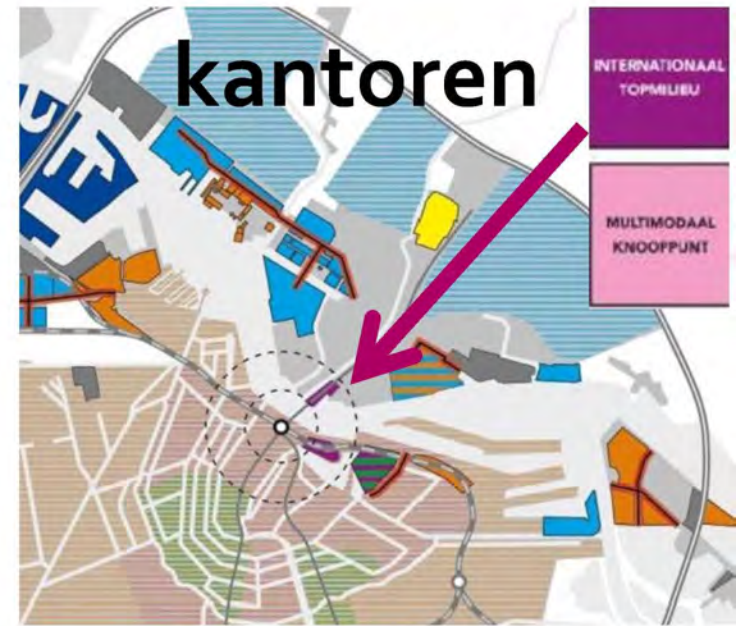 kantoren
INTERNATIONAAL
TOPMILIEU
MULTIMODAAL
KNOOPPUNT